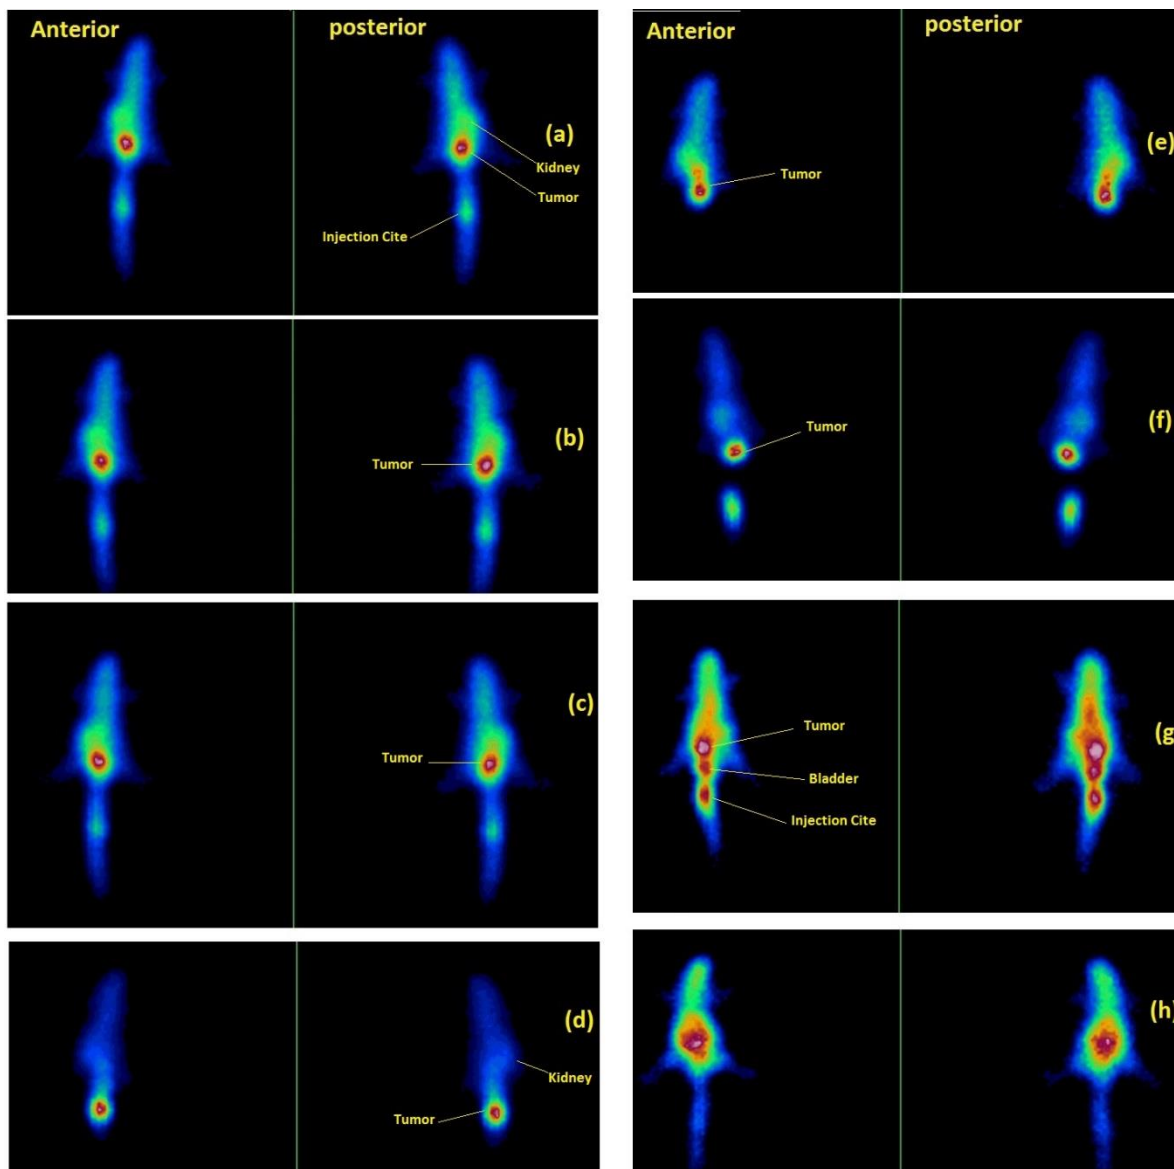 Anterior
posterior
(a)
Kidney
Tumor
Injection Cite
(b)
Tumor
(c)
Tumor
(d)
Kidney
Tumor
Anterior
posterior
(e)
Tumor
(f)
Tumor
(g
Tumor
Bladder
Injection Cite
(h)